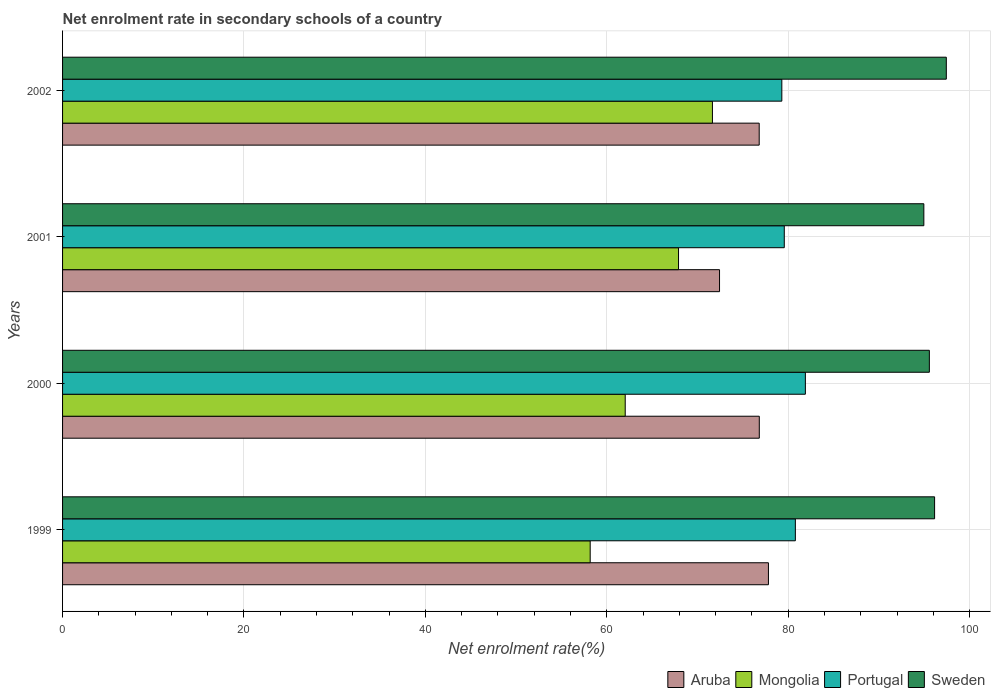 Net enrolment rate in secondary schools of a country
2002
2001
2000
1999
Years
0
20
40
60
80
100
Net enrolment rate(%)
Aruba
Mongolia
Portugal
Sweden